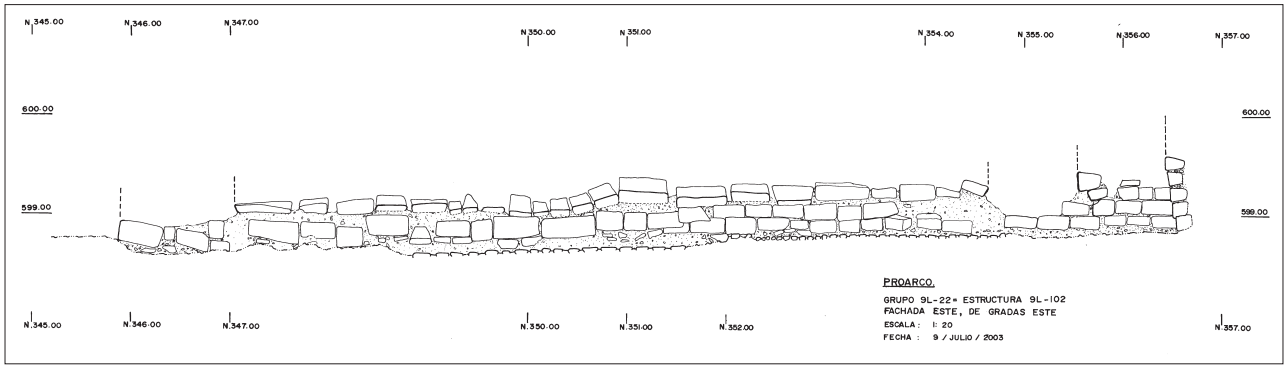 N.345.00 N.346.00 N.347.00 N.350.00 N.351.00 N.354.00 N.355.00 N.356.00 N.357.00
600.00 600.00
599.00 599.00
PROARCO.
GRUPO 9L-22= ESTRUCTURA 9L-102
FACHADA ESTE, DE GRADAS ESTE
ESCALA: 1:20
FECHA: 9/JULIO/2003
N.345.00 N.346.00 N.347.00 N.350.00 N.351.00 N.352.00 N.357.00